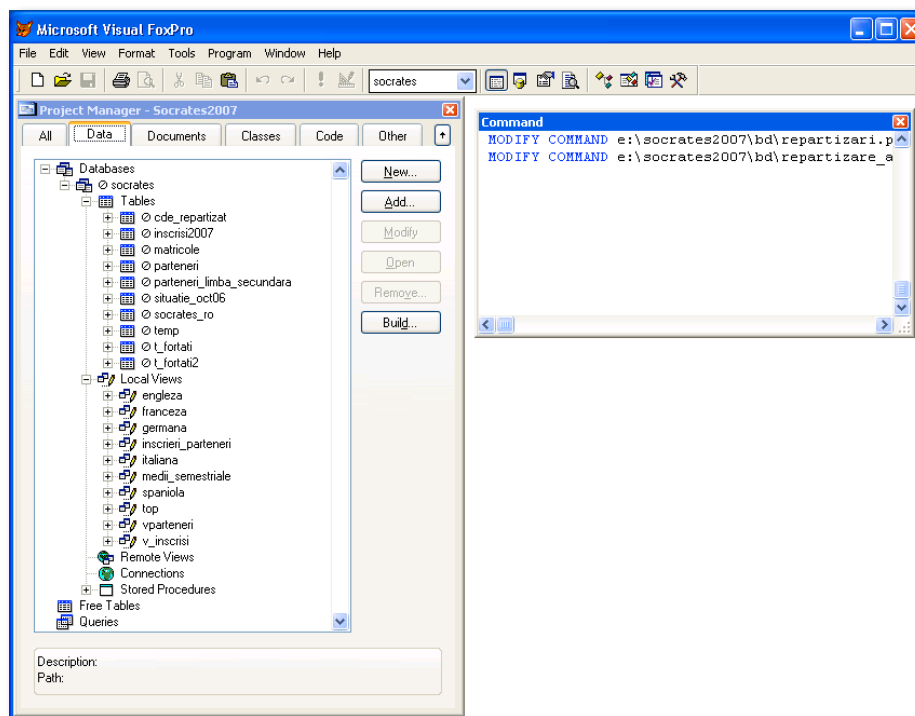 Microsoft Visual FoxPro
File Edit View Format Tools Program Window Help
socrates
Project Manager - Socrates2007
All Data Documents Classes Code Other
Databases
socrates
Tables
cde_repartizat
inscrisi2007
matricole
parteneri
parteneri_limba_secundara
situatie_oct06
socrates_ro
temp
t_fortati
t_fortati2
Local Views
engleza
franceza
germana
inscrieri_parteneri
italiana
medii_semestriale
spaniola
top
vparteneri
v_inscrisi
Remote Views
Connections
Stored Procedures
Free Tables
Queries
New...
Add...
Modify
Open
Remove...
Build...
Description:
Path:
Command
MODIFY COMMAND e:\socrates2007\bd\repartizari.p
MODIFY COMMAND e:\socrates2007\bd\repartizare_a